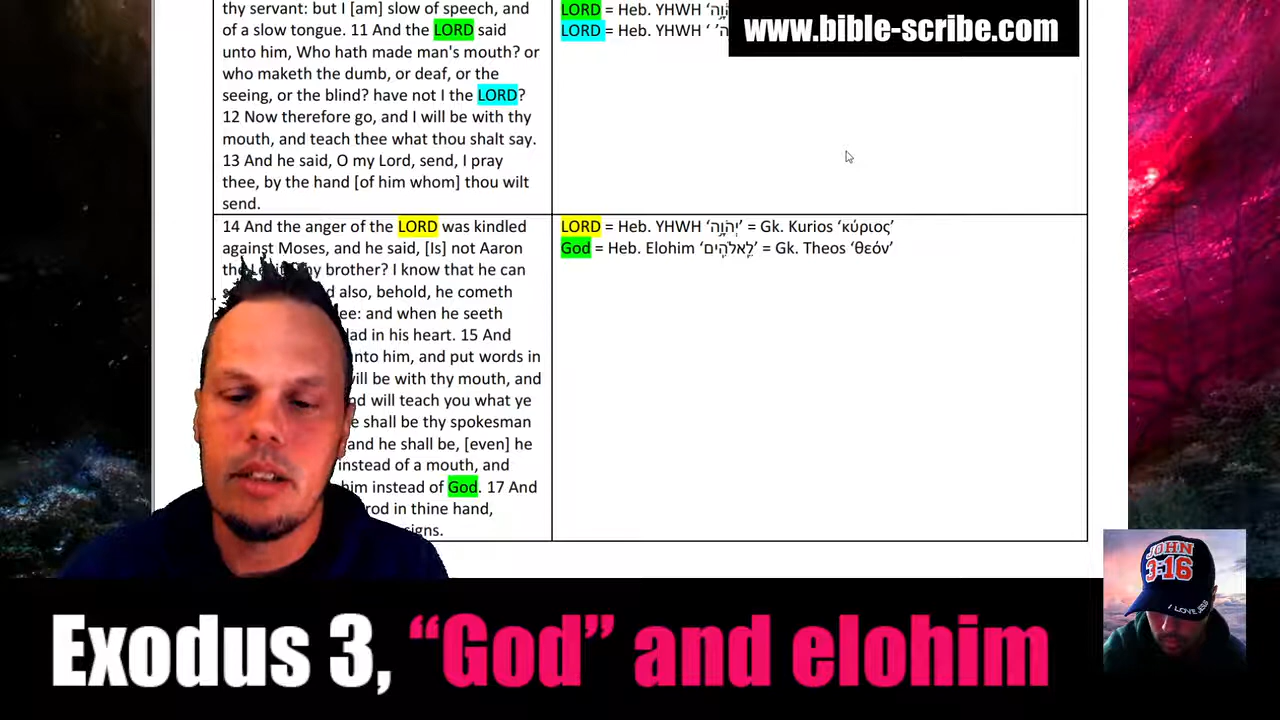 thy servant: but I [am] slow of speech, and
of a slow tongue. 11 And the LORD said
unto him, Who hath made man's mouth? or
who maketh the dumb, or deaf, or the
seeing, or the blind? have not I the LORD?
12 Now therefore go, and I will be with thy
mouth, and teach thee what thou shalt say.
13 And he said, O my Lord, send, I pray
thee, by the hand [of him whom] thou wilt
send.
LORD = Heb. YHWH
LORD = Heb. YHWH
www.bible-scribe.com
14 And the anger of the LORD was kindled
against Moses, and he said, [Is] not Aaron
brother? I know that he can
also, behold, he cometh
and when he seeth
in his heart. 15 And
unto him, and put words in
will be with thy mouth, and
and will teach you what ye
shall be thy spokesman
and he shall be, [even] he
instead of a mouth, and
him instead of God. 17 And
rod in thine hand,
signs.
LORD = Heb. YHWH ‘יְהֹוָ֜ה’ = Gk. Kurios ‘κύριος’
God = Heb. Elohim ‘לֵֽאלֹהִֽים’ = Gk. Theos ‘θεόν’
JOHN
3:16
I LOVE
Exodus 3, “God” and elohim